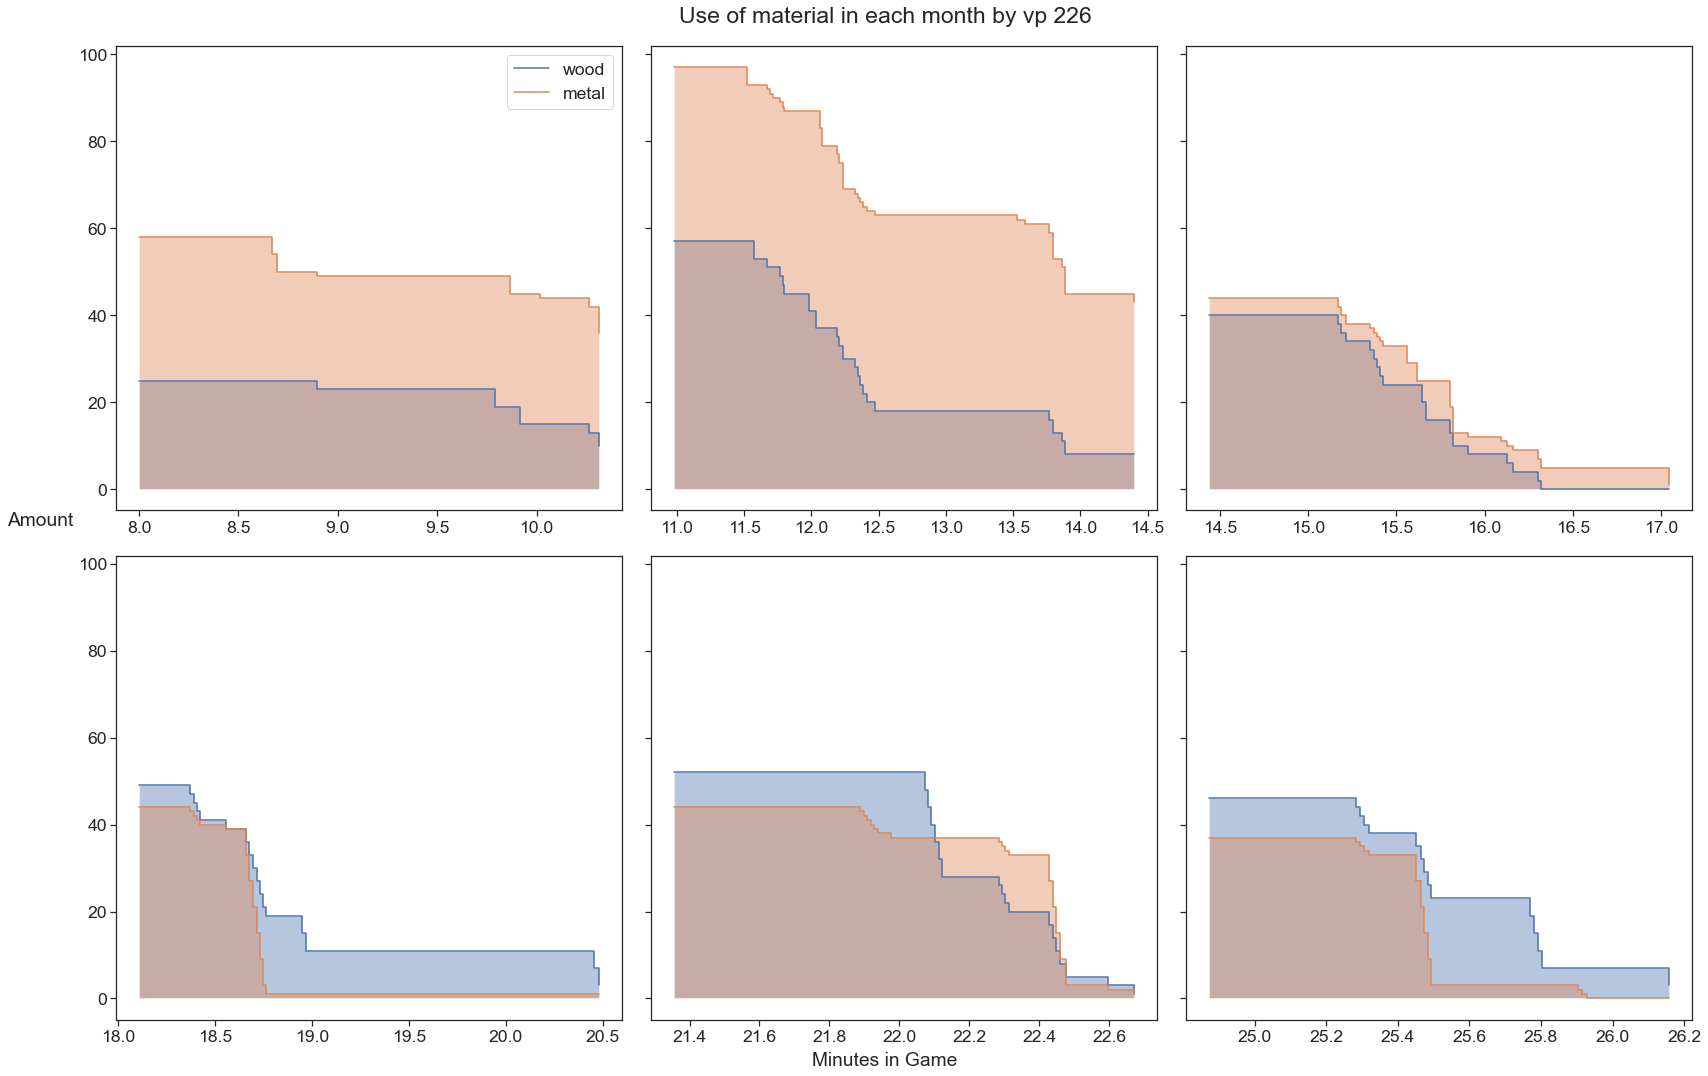 Use of material in each month by vp 226
wood
metal
100
80
60
40
20
0
8.0 8.5 9.0 9.5 10.0
11.0 11.5 12.0 12.5 13.0 13.5 14.0 14.5
14.5 15.0 15.5 16.0 16.5 17.0
Amount
100
80
60
40
20
0
18.0 18.5 19.0 19.5 20.0 20.5
21.4 21.6 21.8 22.0 22.2 22.4 22.6
25.0 25.2 25.4 25.6 25.8 26.0 26.2
Minutes in Game